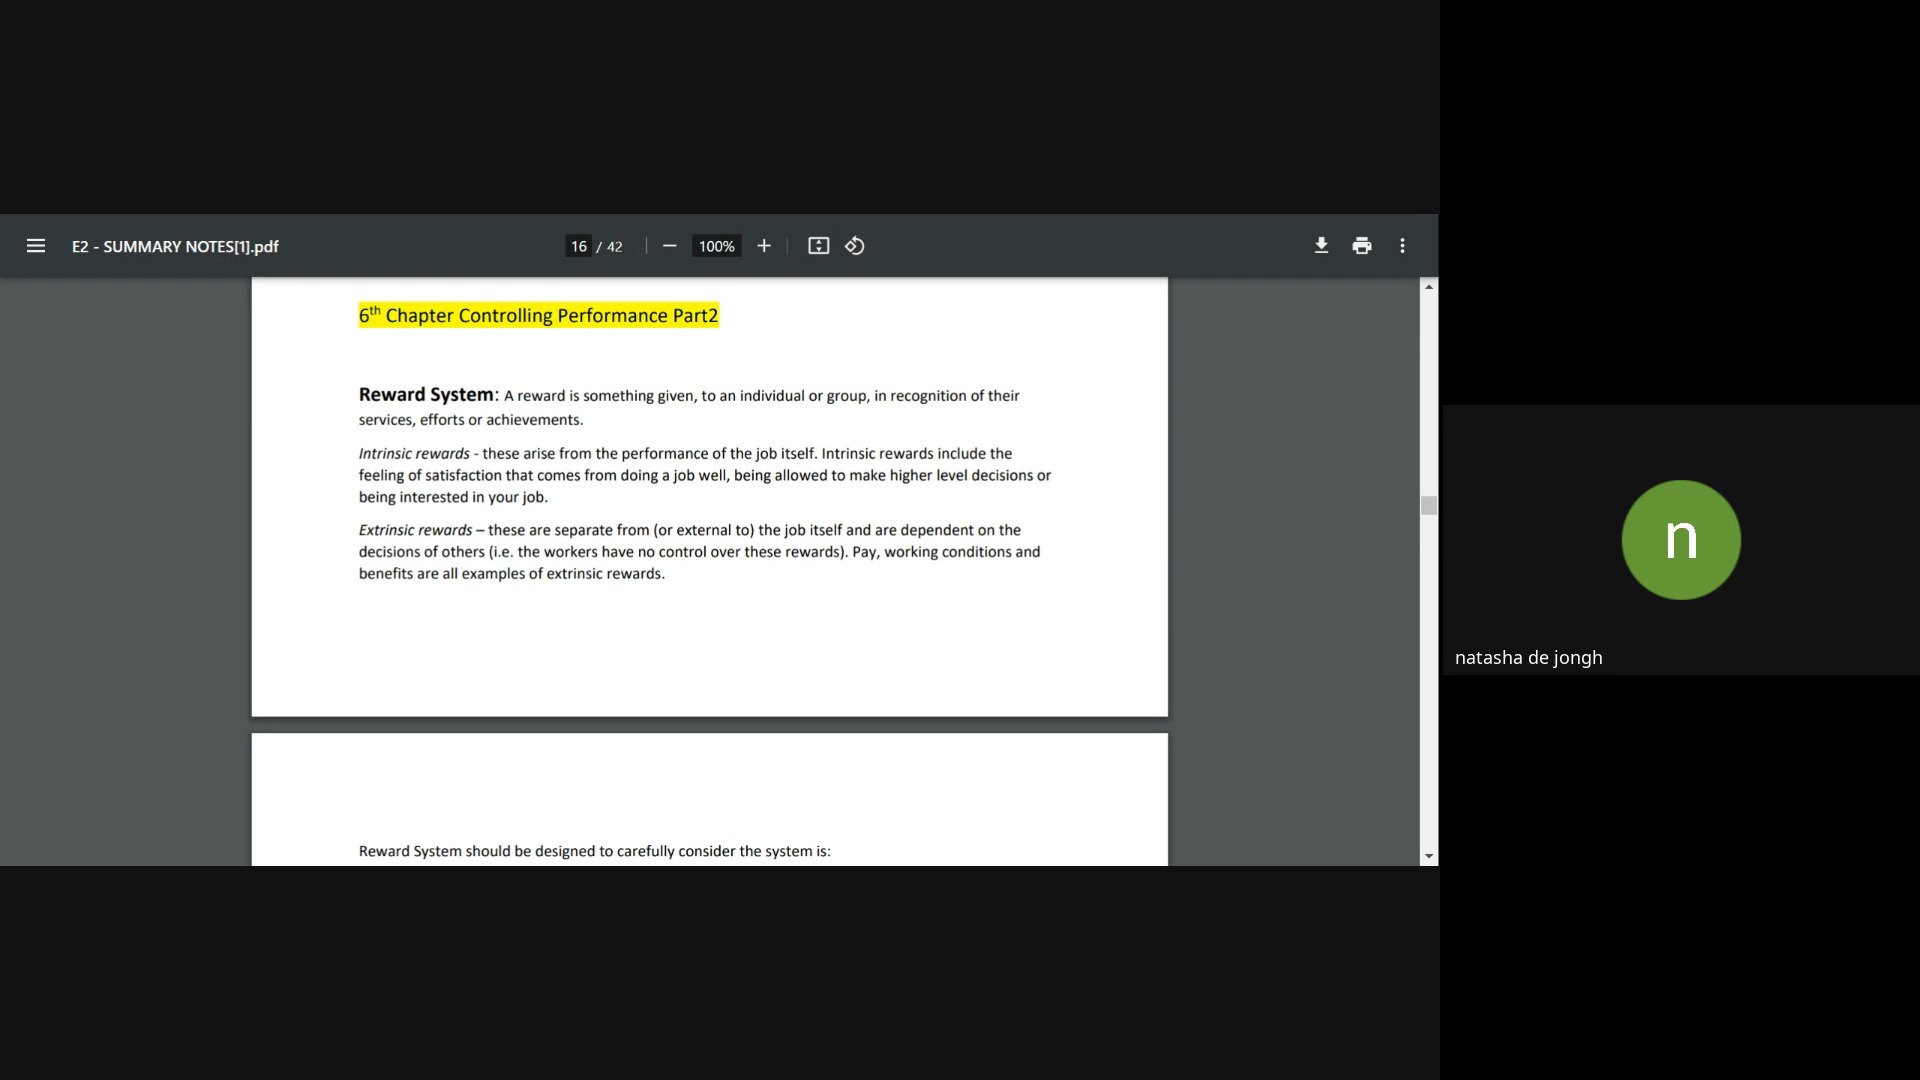 E2 - SUMMARY NOTES[1].pdf
16 / 42
100%
6th Chapter Controlling Performance Part2
Reward System: A reward is something given, to an individual or group, in recognition of their
services, efforts or achievements.
Intrinsic rewards - these arise from the performance of the job itself. Intrinsic rewards include the
feeling of satisfaction that comes from doing a job well, being allowed to make higher level decisions or
being interested in your job.
Extrinsic rewards – these are separate from (or external to) the job itself and are dependent on the
decisions of others (i.e. the workers have no control over these rewards). Pay, working conditions and
benefits are all examples of extrinsic rewards.
Reward System should be designed to carefully consider the system is:
n
natasha de jongh